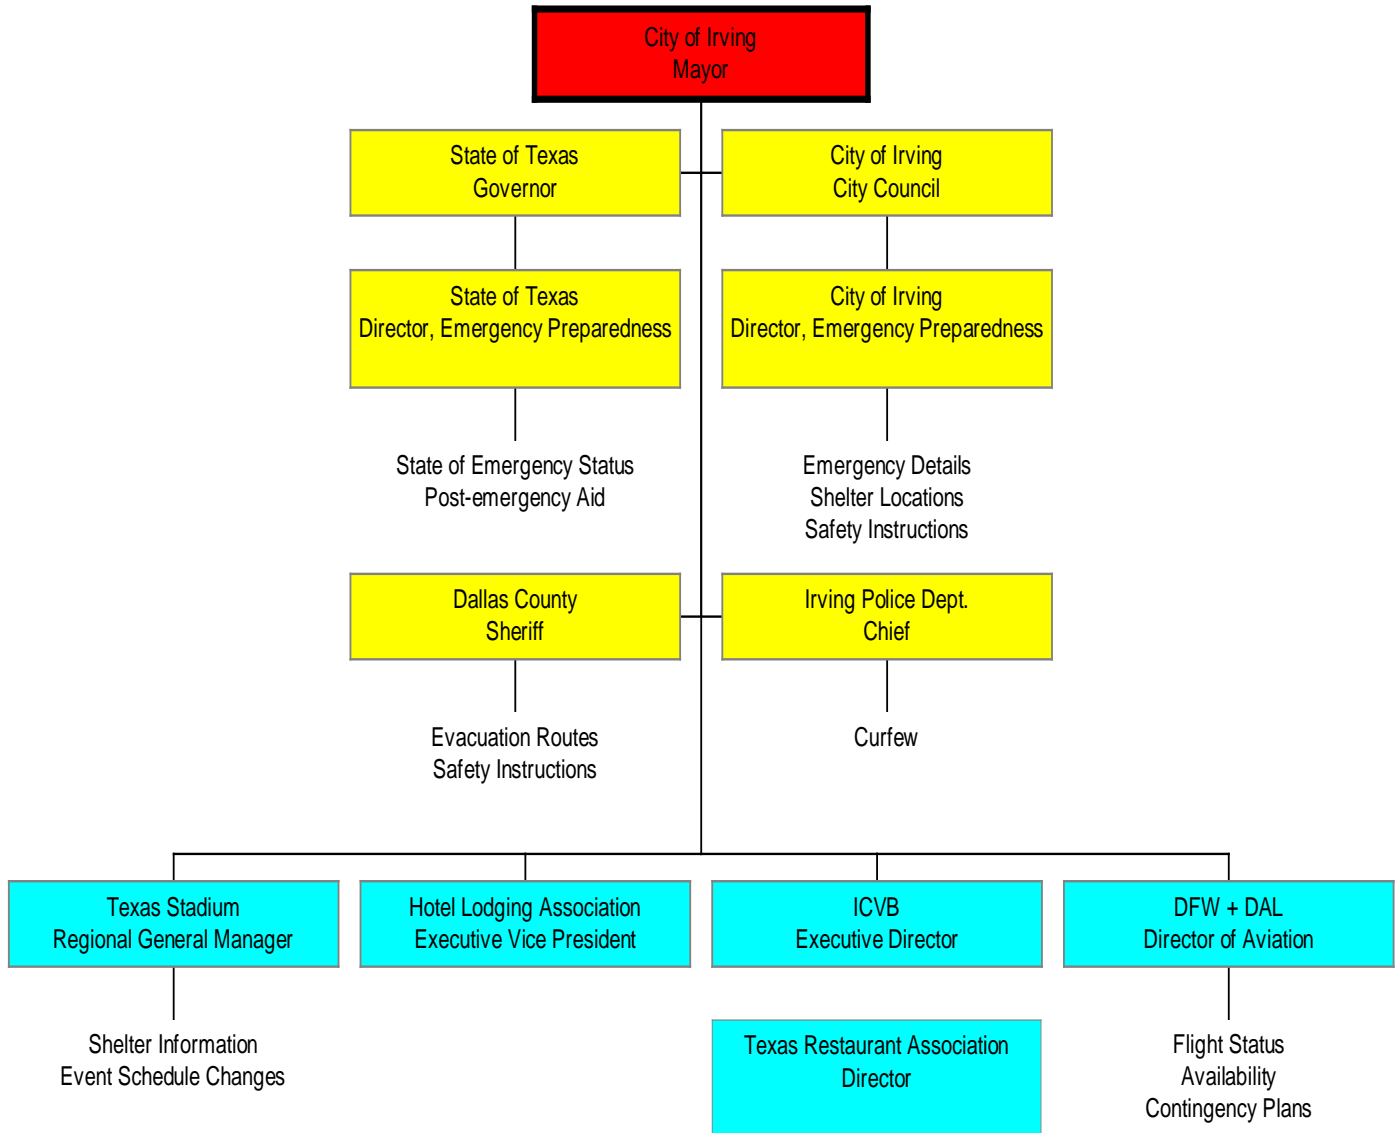 City of Irving
Mayor
State of Texas
Governor
City of Irving
City Council
State of Texas
Director, Emergency Preparedness
City of Irving
Director, Emergency Preparedness
State of Emergency Status
Post-emergency Aid
Emergency Details
Shelter Locations
Safety Instructions
Dallas County
Sheriff
Irving Police Dept.
Chief
Evacuation Routes
Safety Instructions
Curfew
Texas Stadium
Regional General Manager
Hotel Lodging Association
Executive Vice President
ICVB
Executive Director
DFW + DAL
Director of Aviation
Shelter Information
Event Schedule Changes
Texas Restaurant Association
Director
Flight Status
Availability
Contingency Plans